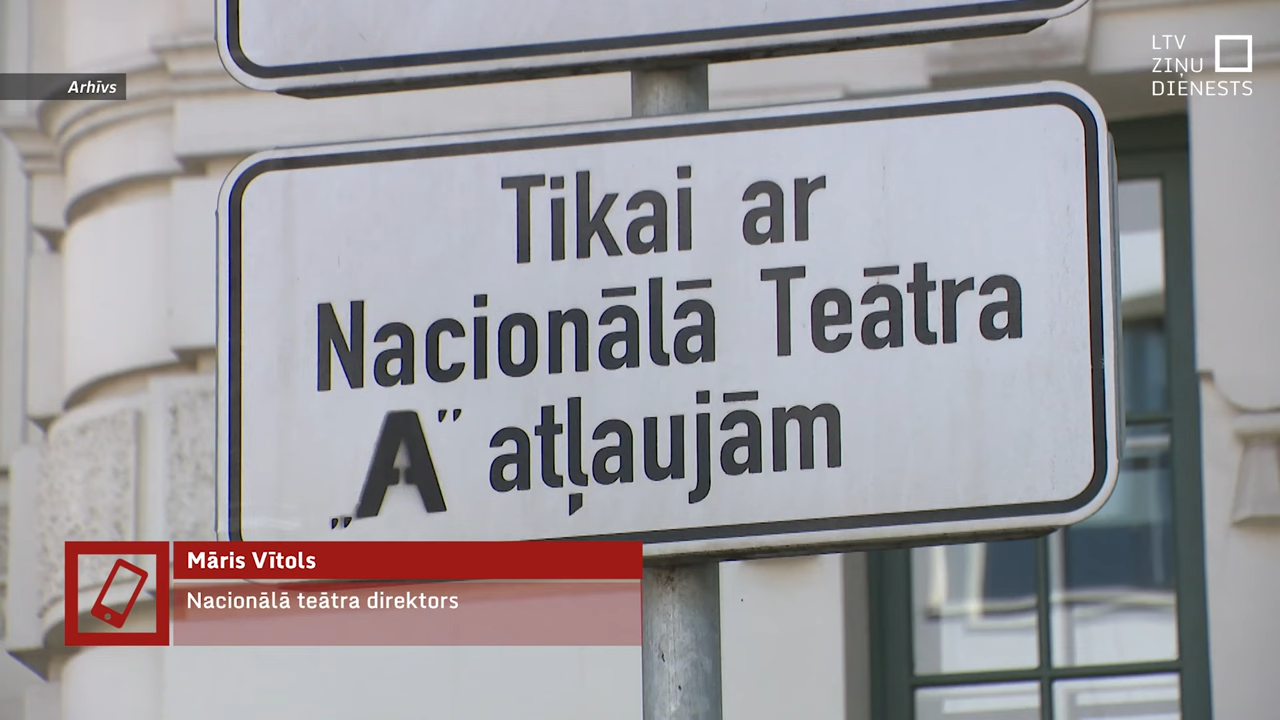 Arhīvs
LTV
ZIŅU
DIENESTS
Tikai ar
Nacionālā Teātra
„A" atļaujām
Māris Vītols
Nacionālā teātra direktors